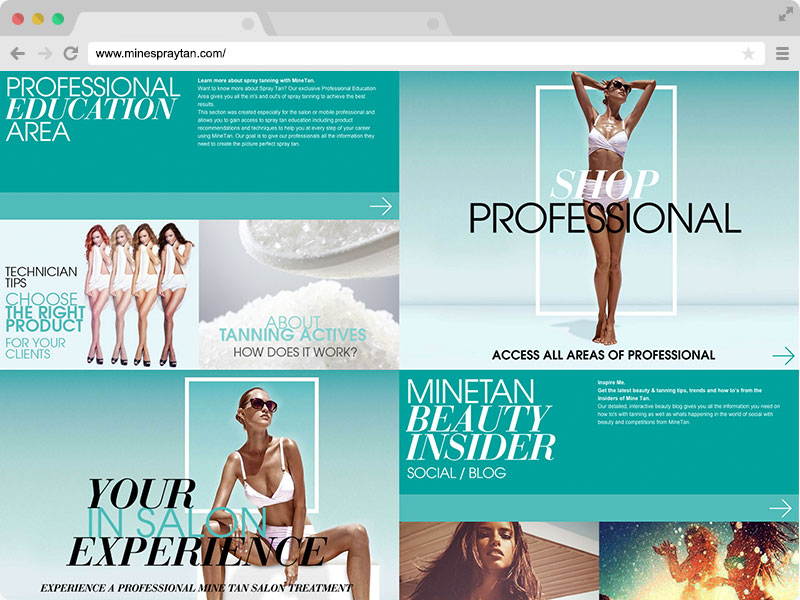 www.minespraytan.com/
PROFESSIONAL
EDUCATION
AREA
Learn more about spray tanning with MineTan.
Want to know more about Spray Tan? Our exclusive Professional Education
Area gives you all the in's and out's of spray tanning to achieve the best
results.
This section was created especially for the salon or mobile professional and
allows you to gain access to spray tan education including product
recommendations and techniques to help you at every step of your career
using MineTan. Our goal is to give our professionals all the information they
need to create the picture perfect spray tan.
SHOP
PROFESSIONAL
ACCESS ALL AREAS OF PROFESSIONAL
TECHNICIAN
TIPS
CHOOSE
THE RIGHT
PRODUCT
FOR YOUR
CLIENTS
ABOUT
TANNING ACTIVES
HOW DOES IT WORK?
YOUR
IN SALON
EXPERIENCE
EXPERIENCE A PROFESSIONAL MINE TAN SALON TREATMENT
MINETAN
BEAUTY
INSIDER
SOCIAL / BLOG
Inspire Me.
Get the latest beauty & tanning tips, trends and how to's from the
Insiders of Mine Tan.
Our detailed, interactive beauty blog gives you all the information you need on
how to's with tanning as well as whats happening in the world of social with
beauty and competitions from MineTan.